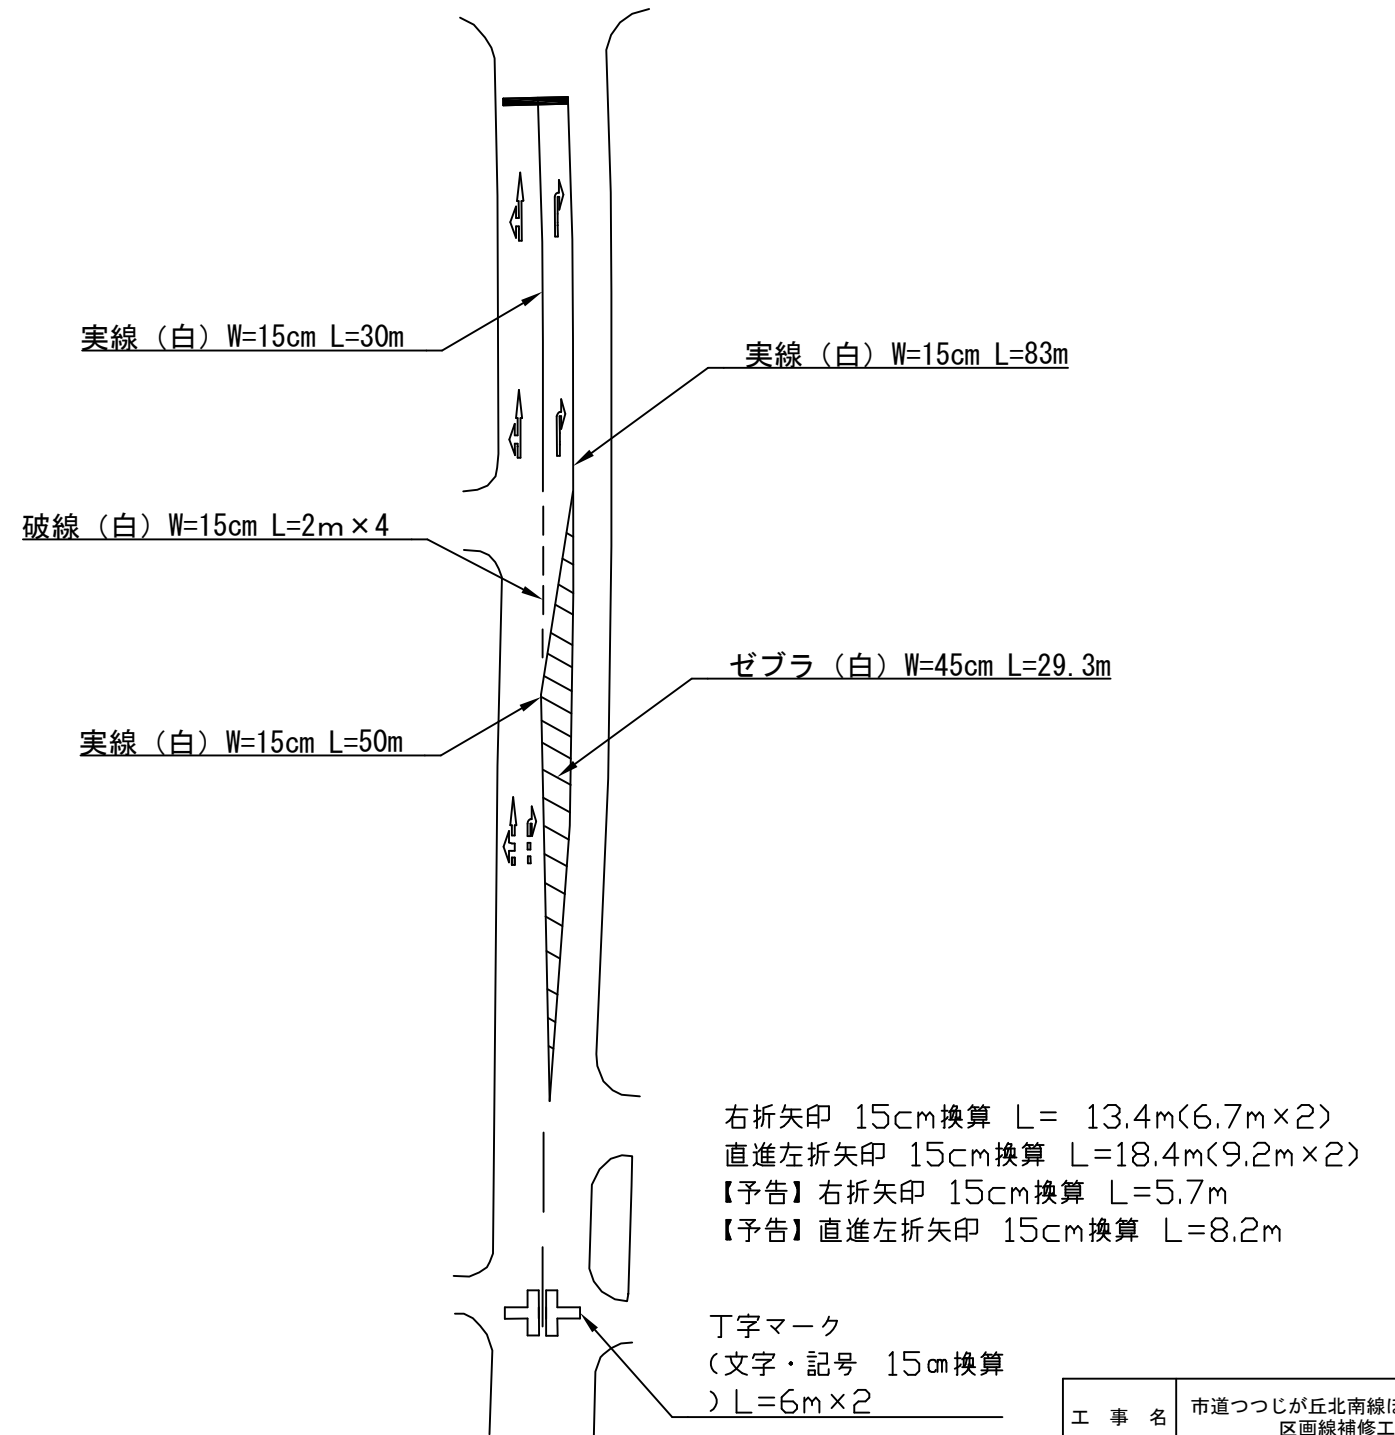 実線（白）W=15cm L=30m
実線（白）W=15cm L=83m
破線（白）W=15cm L=2m×4
ゼブラ（白）W=45cm L=29.3m
実線（白）W=15cm L=50m
右折矢印 15cm換算 L= 13.4m(6.7m×2)
直進左折矢印 15cm換算 L=18.4m(9.2m×2)
【予告】右折矢印 15cm換算 L=5.7m
【予告】直進左折矢印 15cm換算 L=8.2m
丁字マーク
(文字・記号 15㎝換算
) L=6m×2
工 事 名
市道つつじが丘北南線
区画線補修工